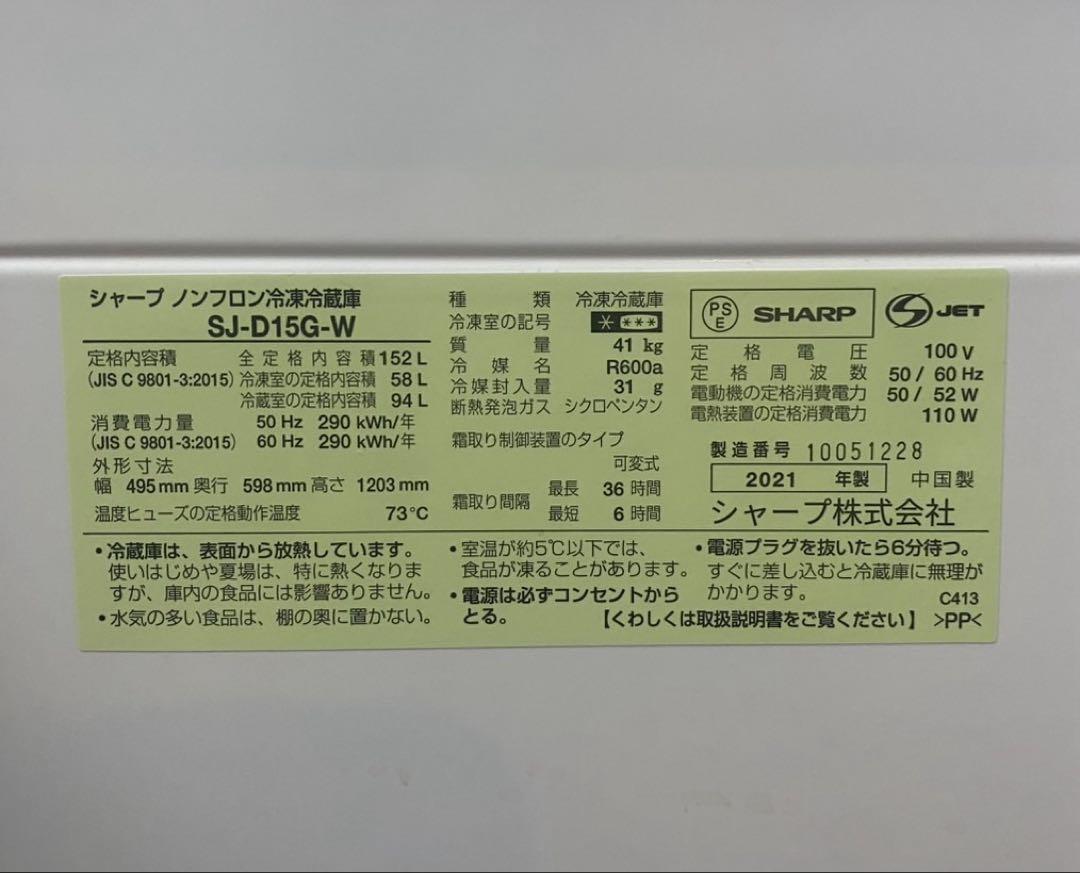 シャープ ノンフロン冷凍冷蔵庫
SJ-D15G-W
定格内容積 全定格内容積 152 L
(JIS C 9801-3:2015) 冷凍室の定格内容積 58 L
冷蔵室の定格内容積 94 L
消費電力量 50 Hz 290 kWh/年
(JIS C 9801-3:2015) 60 Hz 290 kWh/年
外形寸法
幅 495 mm 奥行 598 mm 高さ 1203 mm
温度ヒューズの定格動作温度 73℃
種類 冷凍冷蔵庫
冷凍室の記号 * ***
質量 41 kg
冷媒名 R600a
冷媒封入量 31 g
断熱発泡ガス シクロペンタン
霜取り制御装置のタイプ
可変式
霜取り間隔 最長 36 時間
最短 6 時間
PS E SHARP S JET
定格電圧 100 V
定格周波数 50 / 60 Hz
電動機の定格消費電力 50 / 52 W
電熱装置の定格消費電力 110 W
製造番号 10051228
2021 年製 中国製
シャープ株式会社
・冷蔵庫は、表面から放熱しています。
使いはじめや夏場は、特に熱くなりま
すが、庫内の食品には影響ありません。
・水気の多い食品は、棚の奥に置かない。
・室温が約5℃以下では、
食品が凍ることがあります。
・電源は必ずコンセントから
とる。
・電源プラグを抜いたら6分待つ。
すぐに差し込むと冷蔵庫に無理が
かかります。
C413
【くわしくは取扱説明書をご覧ください】 >PP<